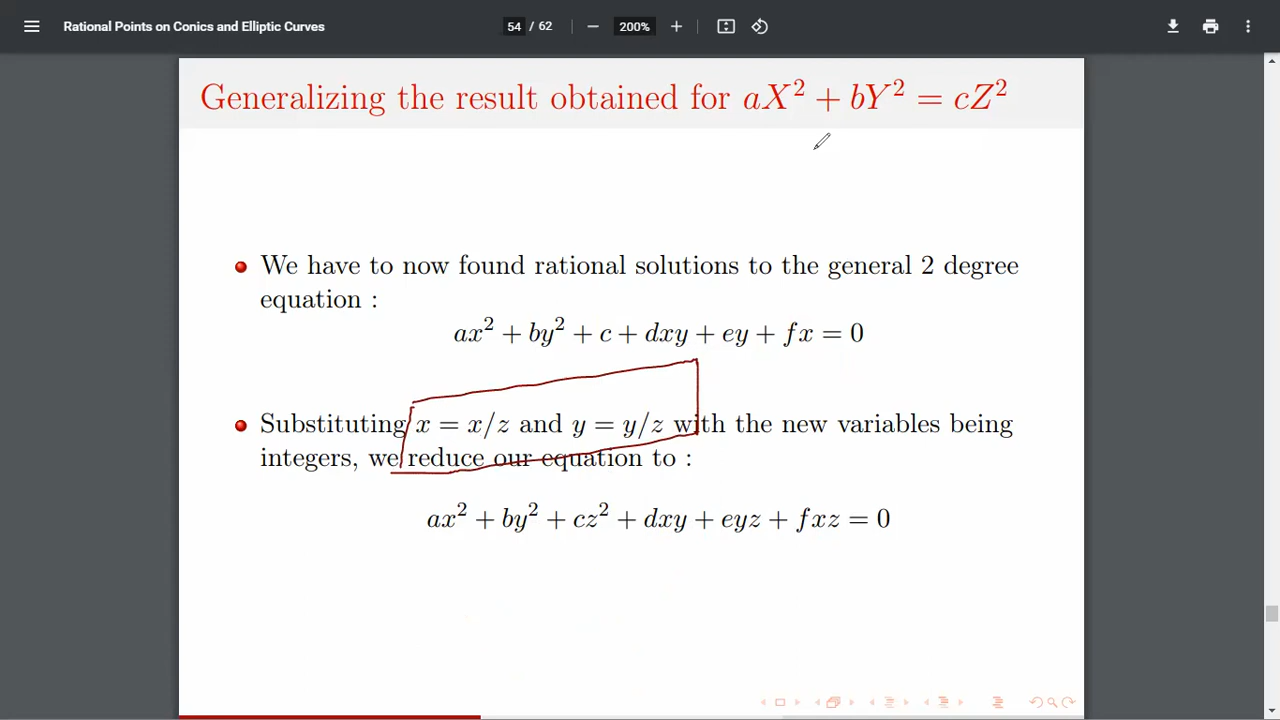 Rational Points on Conics and Elliptic Curves
54 / 62
200%
Generalizing the result obtained for aX² + bY² = cZ²
We have to now found rational solutions to the general 2 degree
equation :
ax² + by² + c + dxy + ey + fx = 0
Substituting x = x/z and y = y/z with the new variables being
integers, we reduce our equation to :
ax² + by² + cz² + dxy + eyz + fxz = 0